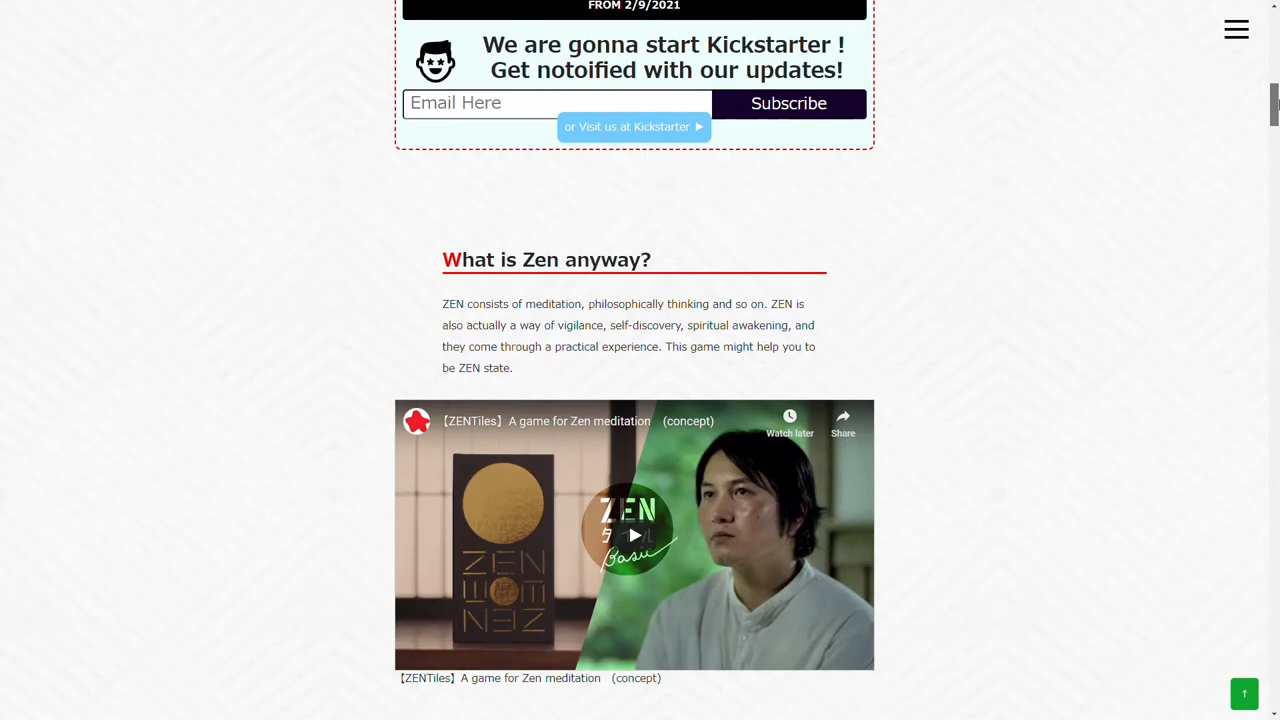 FROM 2/9/2021
We are gonna start Kickstarter !
Get notoified with our updates!
Email Here
Subscribe
or Visit us at Kickstarter ▶
What is Zen anyway?
ZEN consists of meditation, philosophically thinking and so on. ZEN is
also actually a way of vigilance, self-discovery, spiritual awakening, and
they come through a practical experience. This game might help you to
be ZEN state.
【ZENTiles】A game for Zen meditation （concept)
Watch later
Share
ZEN
Basic
ZEN
【ZENTiles】A game for Zen meditation （concept)
↑